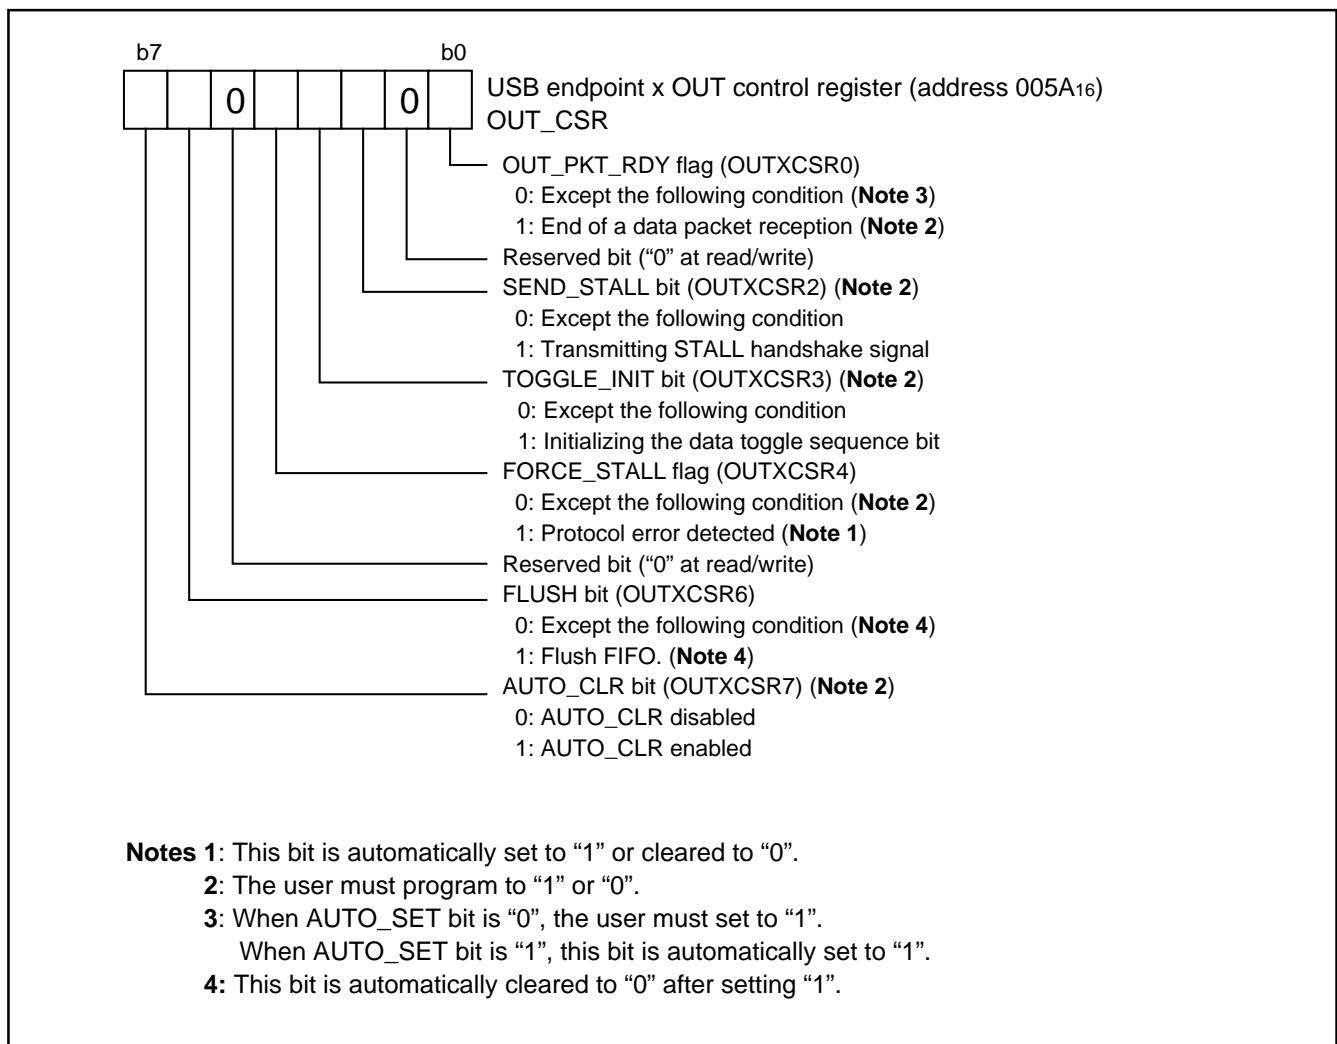 b7 b0
0 0
USB endpoint x OUT control register (address 005A16)
OUT_CSR
OUT_PKT_RDY flag (OUTXCSR0)
0: Except the following condition (Note 3)
1: End of a data packet reception (Note 2)
Reserved bit (“0” at read/write)
SEND_STALL bit (OUTXCSR2) (Note 2)
0: Except the following condition
1: Transmitting STALL handshake signal
TOGGLE_INIT bit (OUTXCSR3) (Note 2)
0: Except the following condition
1: Initializing the data toggle sequence bit
FORCE_STALL flag (OUTXCSR4)
0: Except the following condition (Note 2)
1: Protocol error detected (Note 1)
Reserved bit (“0” at read/write)
FLUSH bit (OUTXCSR6)
0: Except the following condition (Note 4)
1: Flush FIFO. (Note 4)
AUTO_CLR bit (OUTXCSR7) (Note 2)
0: AUTO_CLR disabled
1: AUTO_CLR enabled
Notes 1: This bit is automatically set to “1” or cleared to “0”.
2: The user must program to “1” or “0”.
3: When AUTO_SET bit is “0”, the user must set to “1”.
When AUTO_SET bit is “1”, this bit is automatically set to “1”.
4: This bit is automatically cleared to “0” after setting “1”.